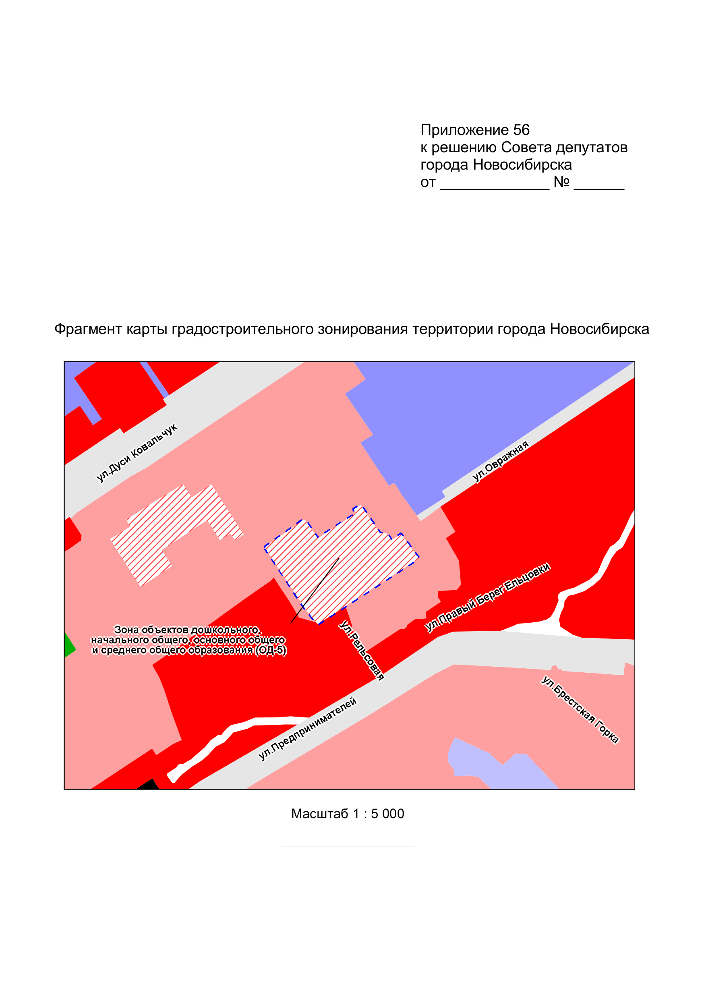 Приложение 56
к решению Совета депутатов
города Новосибирска
от _____________ № ______
Фрагмент карты градостроительного зонирования территории города Новосибирска
ул.Дуси Ковальчук
ул.Овражная
ул.Правый Берег Ельцовки
Зона объектов дошкольного,
начального общего, основного общего
и среднего общего образования (ОД-5)
ул.Рельсовая
ул.Предпринимателей
ул.Брестская Горка
Масштаб 1 : 5 000